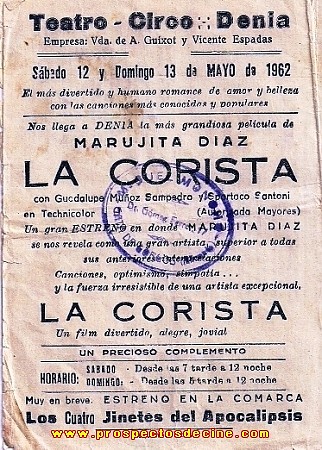 Teatro - Circo : : Denia
Empresa: Vda. de A. Guixot y Vicente Espadas
Sábado 12 y Domingo 13 de MAYO de 1962
El más divertido y humano romance de amor y belleza
con las canciones más conocidas y populares
Nos llega a DENIA la más grandiosa película de
MARUJITA DIAZ
LA CORISTA
con Guadalupe Muñoz Sampedro y Spartaco Santoni
en Technicolor (Autorizada Mayores)
Un gran ESTRENO en donde MARUJITA DIAZ
se nos revela como una gran artista, superior a todas
sus anteriores interpretaciones
Canciones, optimismo, simpatía...
y la fuerza irresistible de una artista excepcional.
LA CORISTA
Un film divertido, alegre, jovial
UN PRECIOSO COMPLEMENTO
HORARIO:
SABADO - Desde las 7 tarde a 12 noche
DOMINGO: - Desde las 5 tarde a 12 noche
Muy en breve. ESTRENO EN LA COMARCA
Los Cuatro Jinetes del Apocalipsis
www.prospectosdecine.com